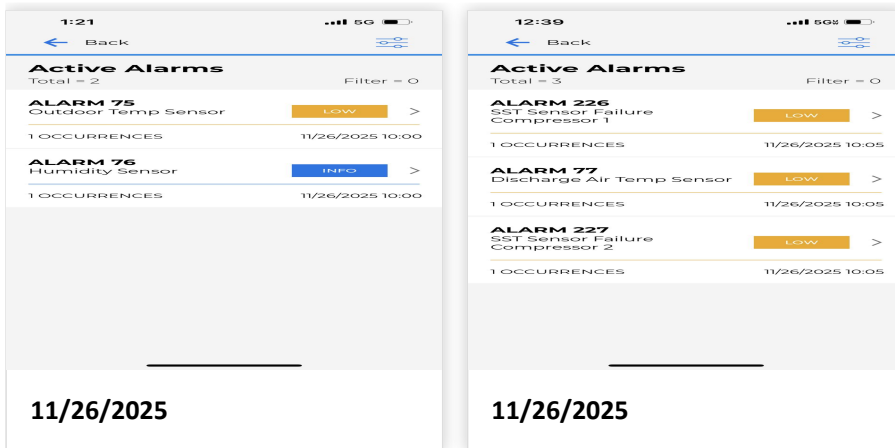 1:21
5G
Back
Active Alarms
Total = 2 Filter = 0
ALARM 75
Outdoor Temp Sensor
LOW
1 OCCURRENCES 11/26/2025 10:00
ALARM 76
Humidity Sensor
INFO
1 OCCURRENCES 11/26/2025 10:00
11/26/2025
12:39
5G
Back
Active Alarms
Total = 3 Filter = 0
ALARM 226
SST Sensor Failure
Compressor 1
LOW
1 OCCURRENCES 11/26/2025 10:05
ALARM 77
Discharge Air Temp Sensor
LOW
1 OCCURRENCES 11/26/2025 10:05
ALARM 227
SST Sensor Failure
Compressor 2
LOW
1 OCCURRENCES 11/26/2025 10:05
11/26/2025